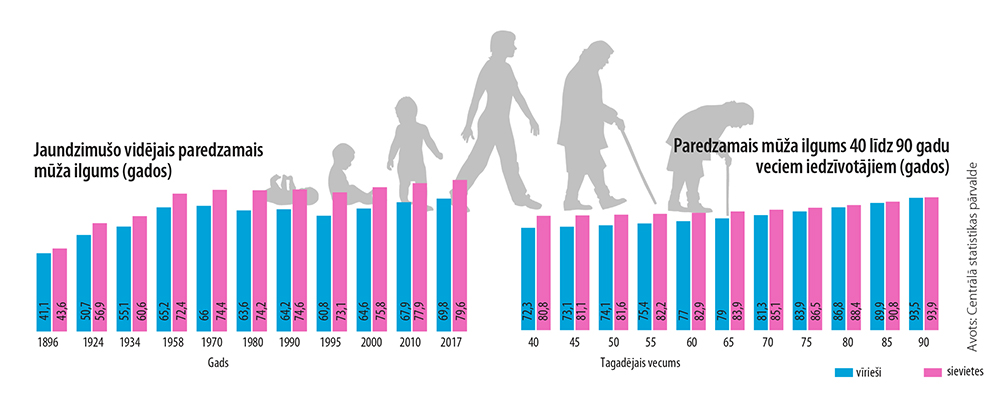 Jaundzimušo vidējais paredzamais
mūža ilgums (gados)
41,1 43,6 50,7 56,9 55,1 60,6 65,2 72,4 66 74,4 63,6 74,2 64,2 74,6 60,8 73,1 64,6 75,8 67,9 77,9 69,8 79,6
1896 1924 1934 1958 1970 1980 1990 1995 2000 2010 2017
Gads
Paredzamais mūža ilgums 40 līdz 90 gadu
veciem iedzīvotājiem (gados)
72,3 80,8 73,1 81,1 74,1 81,6 75,4 82,2 77 82,9 79 83,9 81,3 85,1 83,9 86,5 86,8 88,4 89,9 90,8 93,5 93,9
40 45 50 55 60 65 70 75 80 85 90
Tagadējais vecums
vīrieši sievietes
Avots: Centrālā statistikas pārvalde